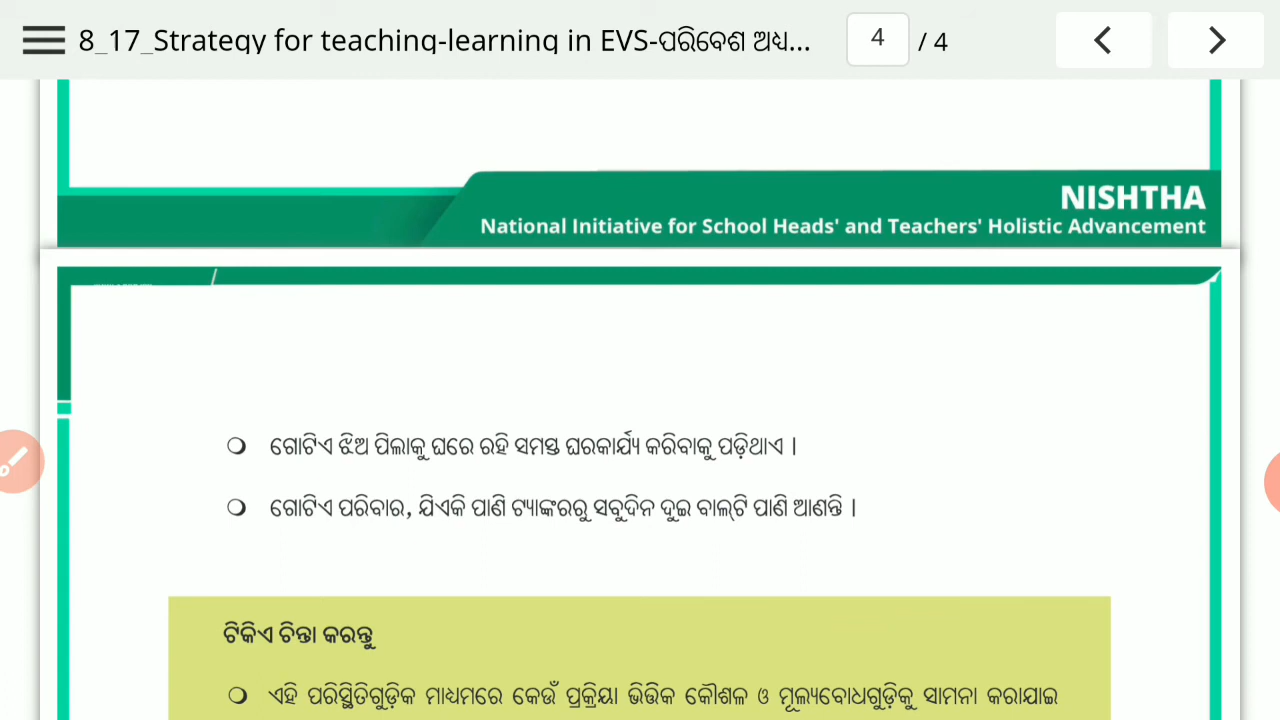 8_17_Strategy for teaching-learning in EVS-ପରିବେଶ ଅଧ୍ୟ...
4 / 4
NISHTHA
National Initiative for School Heads' and Teachers' Holistic Advancement
❍ ଗୋଟିଏ ଝିଅ ପିଲାକୁ ଘରେ ରହି ସମସ୍ତ ଘରକାର୍ଯ୍ୟ କରିବାକୁ ପଡ଼ିଥାଏ ।
❍ ଗୋଟିଏ ପରିବାର, ଯିଏକି ପାଣି ଟ୍ୟାଙ୍କରରୁ ସବୁଦିନ ଦୁଇ ବାଲ୍‌ଟି ପାଣି ଆଣନ୍ତି ।
ଟିକିଏ ଚିନ୍ତା କରନ୍ତୁ
❍ ଏହି ପରିସ୍ଥିତିଗୁଡ଼ିକ ମାଧ୍ୟମରେ କେଉଁ ପ୍ରକ୍ରିୟା ଭିତ୍ତିକ କୌଶଳ ଓ ମୂଲ୍ୟବୋଧଗୁଡ଼ିକୁ ସାମନା କରାଯାଇ